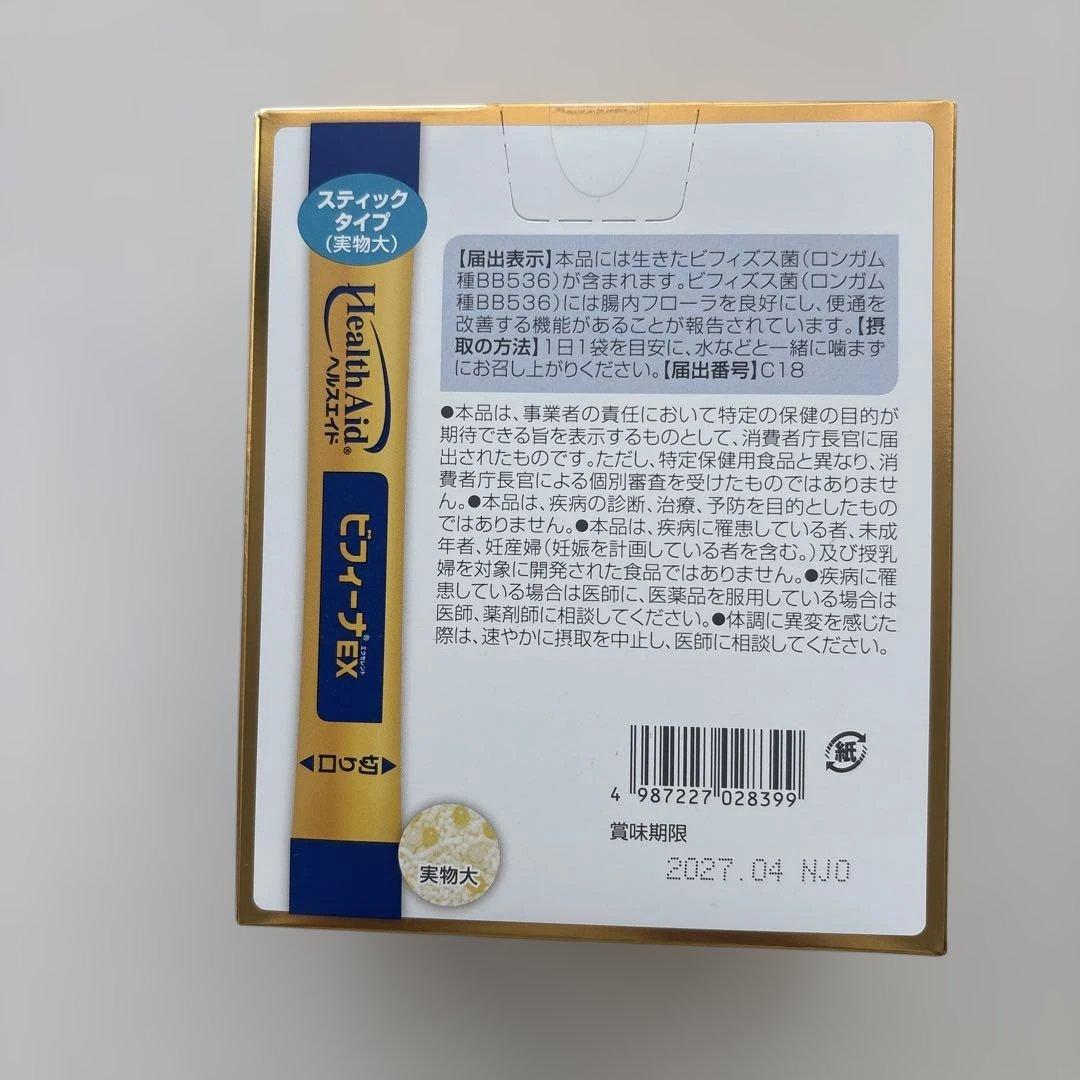 スティック
タイプ
(実物大)
Health Aid®
ヘルスエイド
ビフィーナ®EX
エクセレント
切り口
実物大
【届出表示】本品には生きたビフィズス菌(ロンガム
種BB536)が含まれます。ビフィズス菌(ロンガム
種BB536)には腸内フローラを良好にし、便通を
改善する機能があることが報告されています。【摂
取の方法】1日1袋を目安に、水などと一緒に噛まず
にお召し上がりください。【届出番号】C18
●本品は、事業者の責任において特定の保健の目的が
期待できる旨を表示するものとして、消費者庁長官に届
出されたものです。ただし、特定保健用食品と異なり、消
費者庁長官による個別審査を受けたものではありませ
ん。●本品は、疾病の診断、治療、予防を目的としたもの
ではありません。●本品は、疾病に罹患している者、未成
年者、妊産婦(妊娠を計画している者を含む。)及び授乳
婦を対象に開発された食品ではありません。●疾病に罹
患している場合は医師に、医薬品を服用している場合は
医師、薬剤師に相談してください。●体調に異変を感じた
際は、速やかに摂取を中止し、医師に相談してください。
紙
4 987227 028399
賞味期限
2027.04 NJO